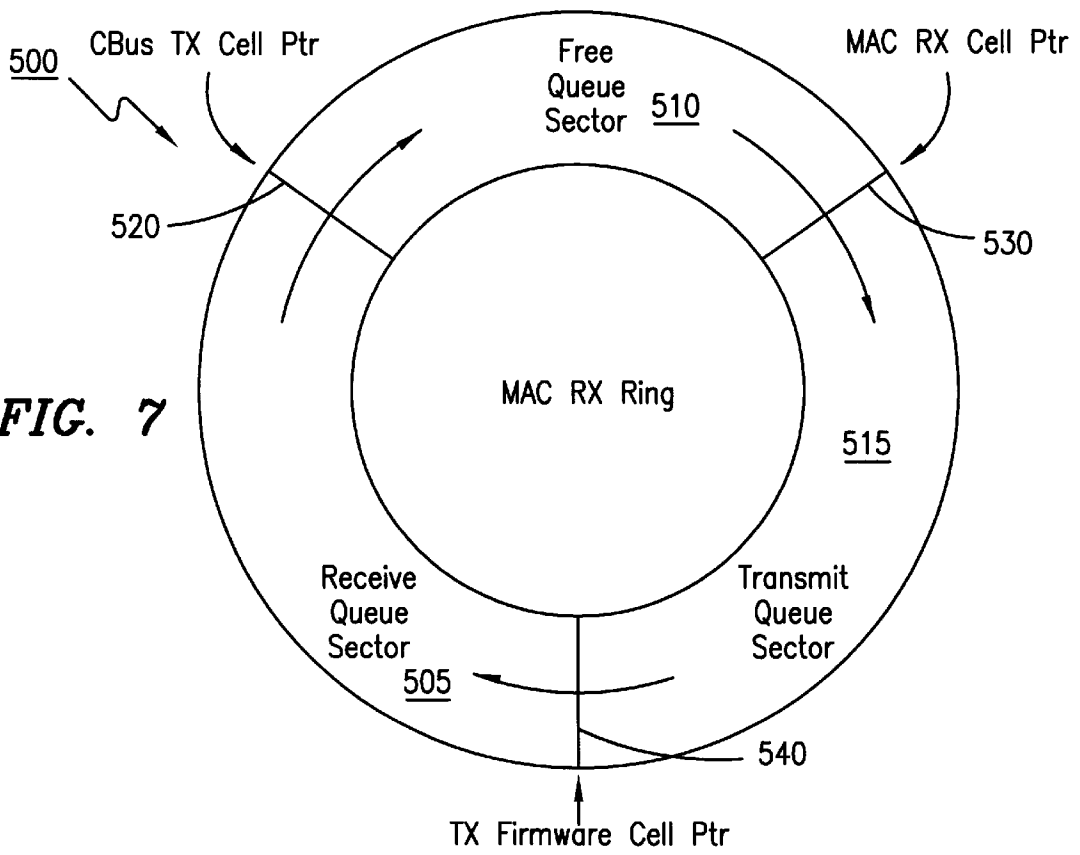 CBus TX Cell Ptr
MAC RX Cell Ptr
500
Free
Queue
Sector 510
520
530
MAC RX Ring
FIG. 7
515
Receive
Queue
Sector
505
Transmit
Queue
Sector
540
TX Firmware Cell Ptr